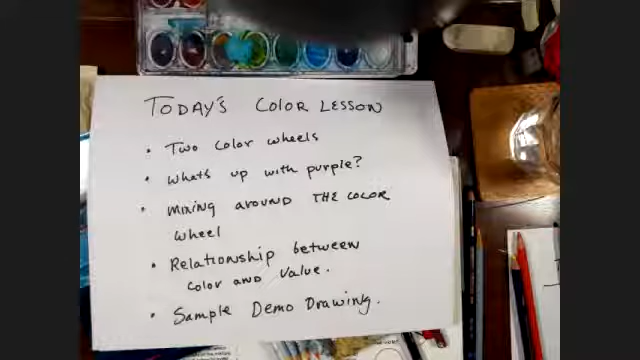 TODAY'S COLOR LESSON
• Two color wheels
• What's up with purple?
• Mixing around THE COLOR
wheel
• Relationship between
color AND value.
• Sample Demo Drawing.